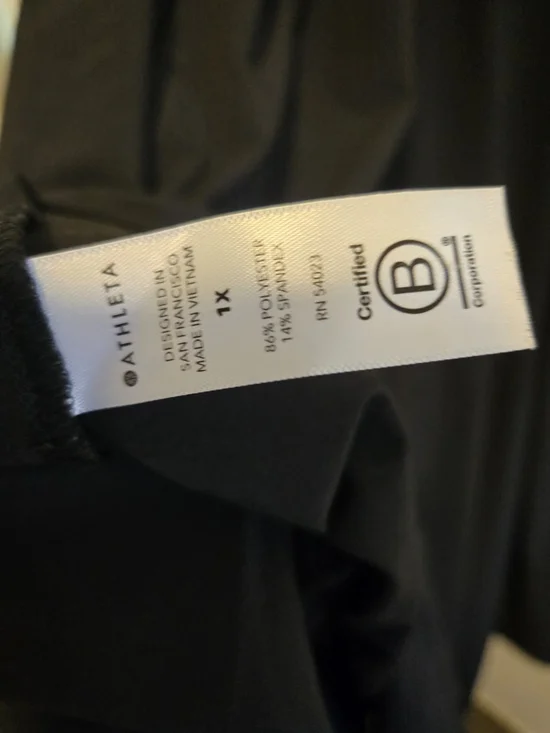 ATHLETA
DESIGNED IN
SAN FRANCISCO
MADE IN VIETNAM
1X
86% POLYESTER
14% SPANDEX
RN 54023
Certified
B
®
Corporation